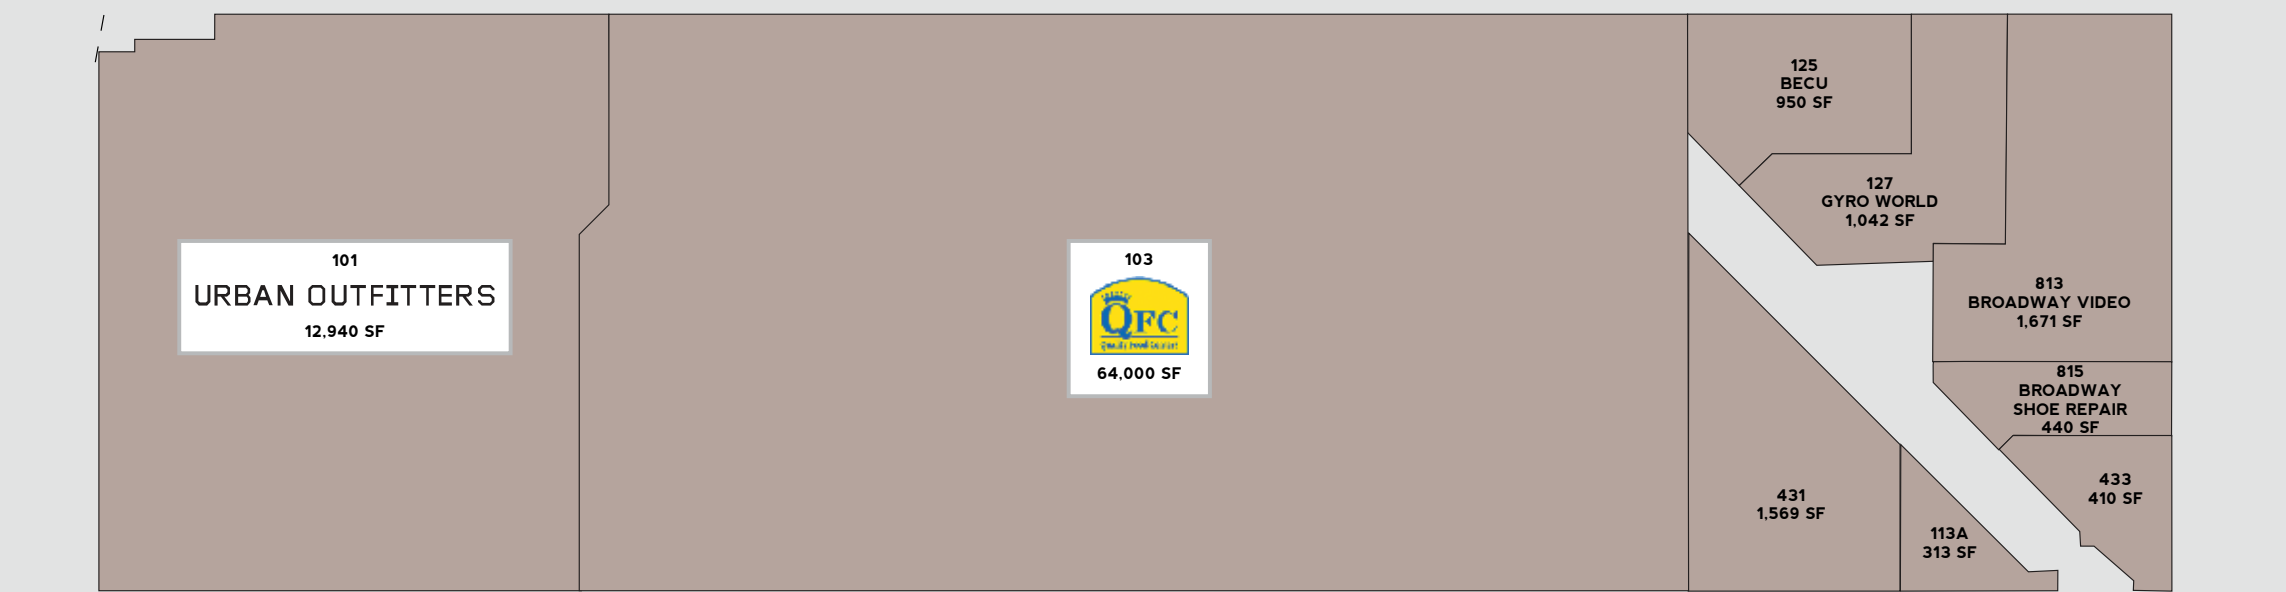 101
URBAN OUTFITTERS
12,940 SF
103
QFC
64,000 SF
125
BECU
950 SF
127
GYRO WORLD
1,042 SF
813
BROADWAY VIDEO
1,671 SF
815
BROADWAY
SHOE REPAIR
440 SF
433
410 SF
431
1,569 SF
113A
313 SF